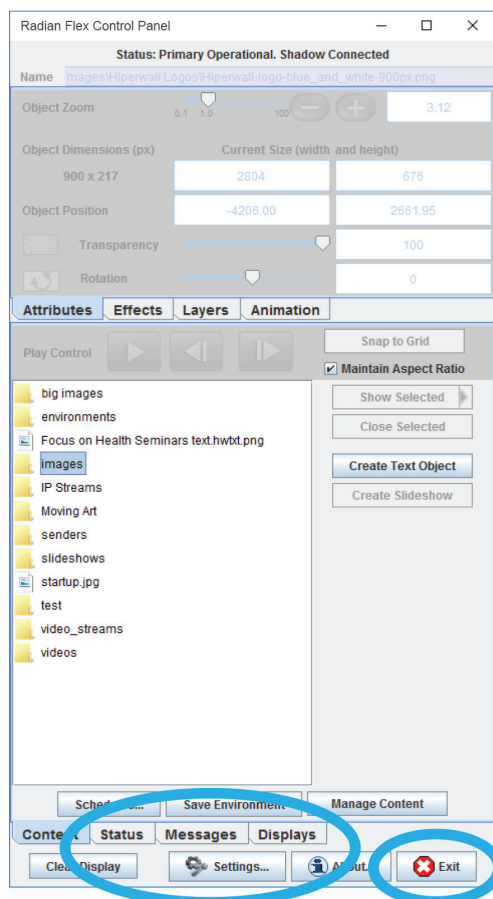 Radian Flex Control Panel
Status: Primary Operational. Shadow Connected
Name images\Hiperwall Logos\Hiperwall-logo-blue_and_white-900px.png
Object Zoom 0.1 1.0 100 3.12
Object Dimensions (px) Current Size (width and height)
900 x 217 2804 676
Object Position -4206.00 2661.95
Transparency 100
Rotation 0
Attributes Effects Layers Animation
Play Control Snap to Grid
Maintain Aspect Ratio
big images Show Selected
environments Close Selected
Focus on Health Seminars text.hwtxt.png
images Create Text Object
IP Streams Create Slideshow
Moving Art
senders
slideshows
startup.jpg
test
video_streams
videos
Save Environment Manage Content
Content Status Messages Displays
Clear Display Settings... About... Exit